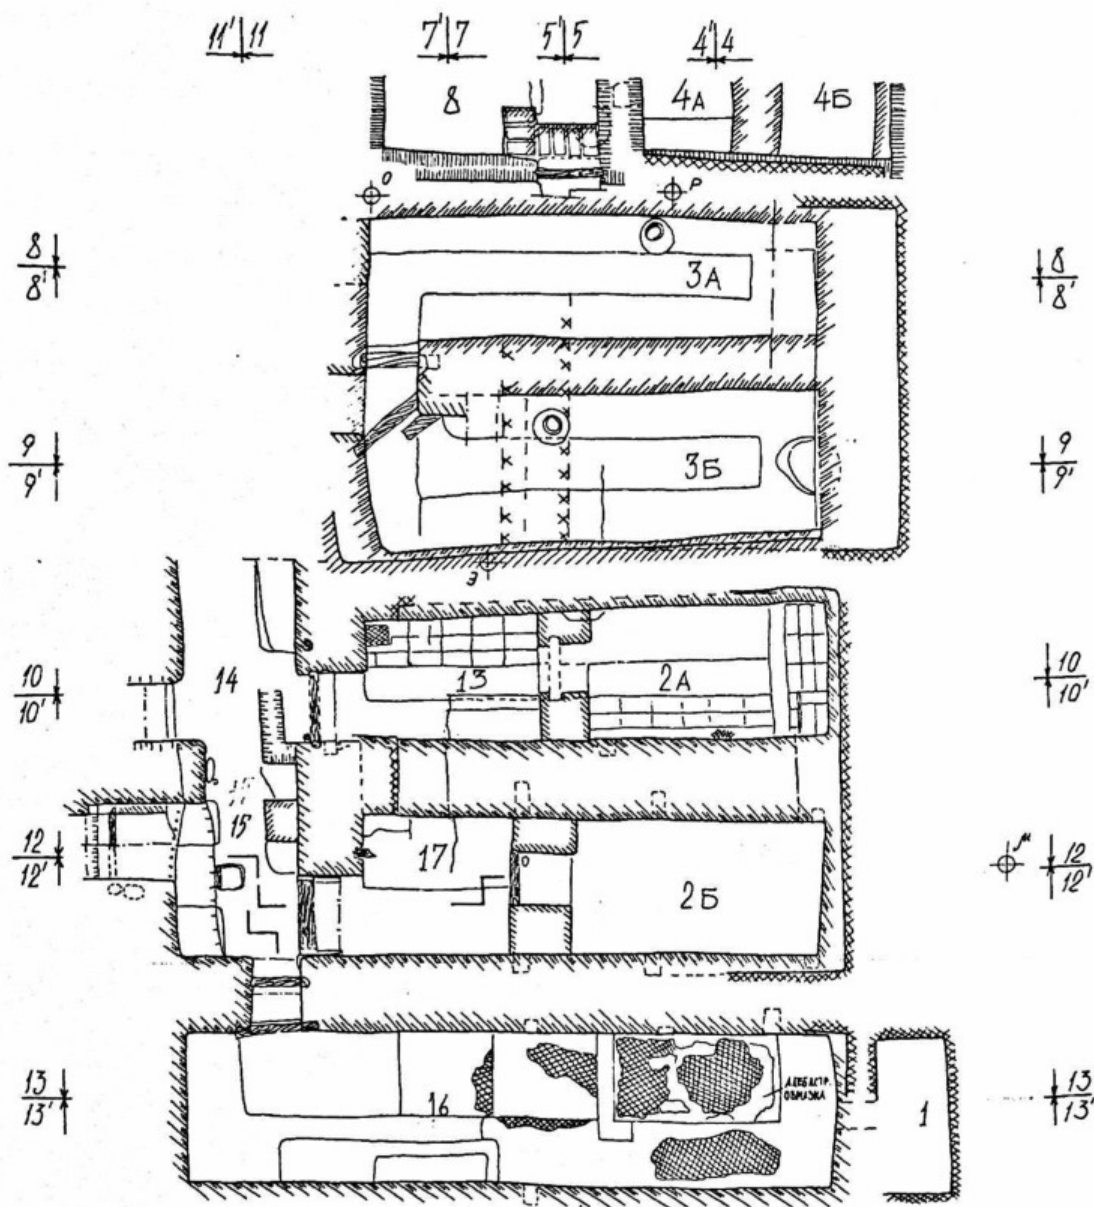 11' 11 7' 7 5' 5 4' 4
8 4А 4Б
О Р
8 8
8' 3А 8'
9 9
9' 3Б 9'
Э
10 14 13 2А 10
10' 10'
12 15 17 О М 12
12' 2Б 12'
13 АЛЕБАСТР. 13
13' 16 ОБМАЗКА 1 13'